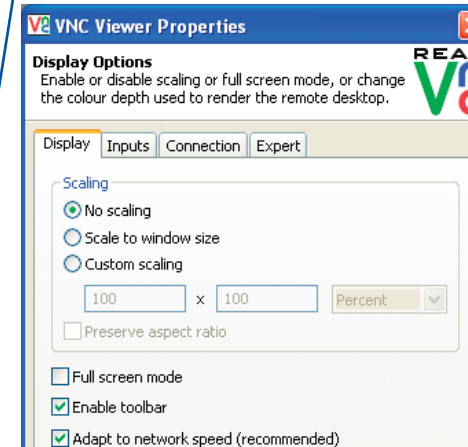 VNC Viewer Properties
Display Options
Enable or disable scaling or full screen mode, or change
the colour depth used to render the remote desktop.
REA
Display Inputs Connection Expert
Scaling
No scaling
Scale to window size
Custom scaling
100 x 100 Percent
Preserve aspect ratio
Full screen mode
Enable toolbar
Adapt to network speed (recommended)